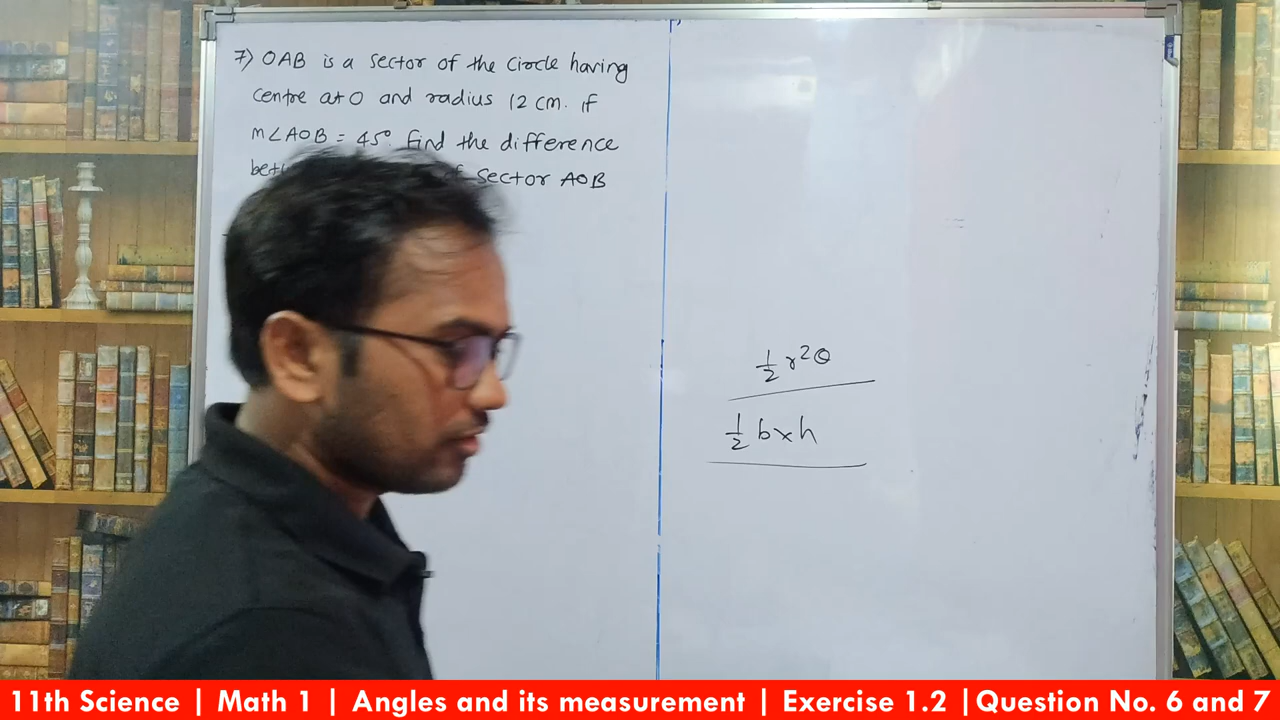 7) OAB is a sector of the circle having
centre at O and radius 12 cm. if
m∠AOB = 45° find the difference
sector AOB
1/2 r²θ
1/2 b×h
11th Science | Math 1 | Angles and its measurement | Exercise 1.2 |Question No. 6 and 7